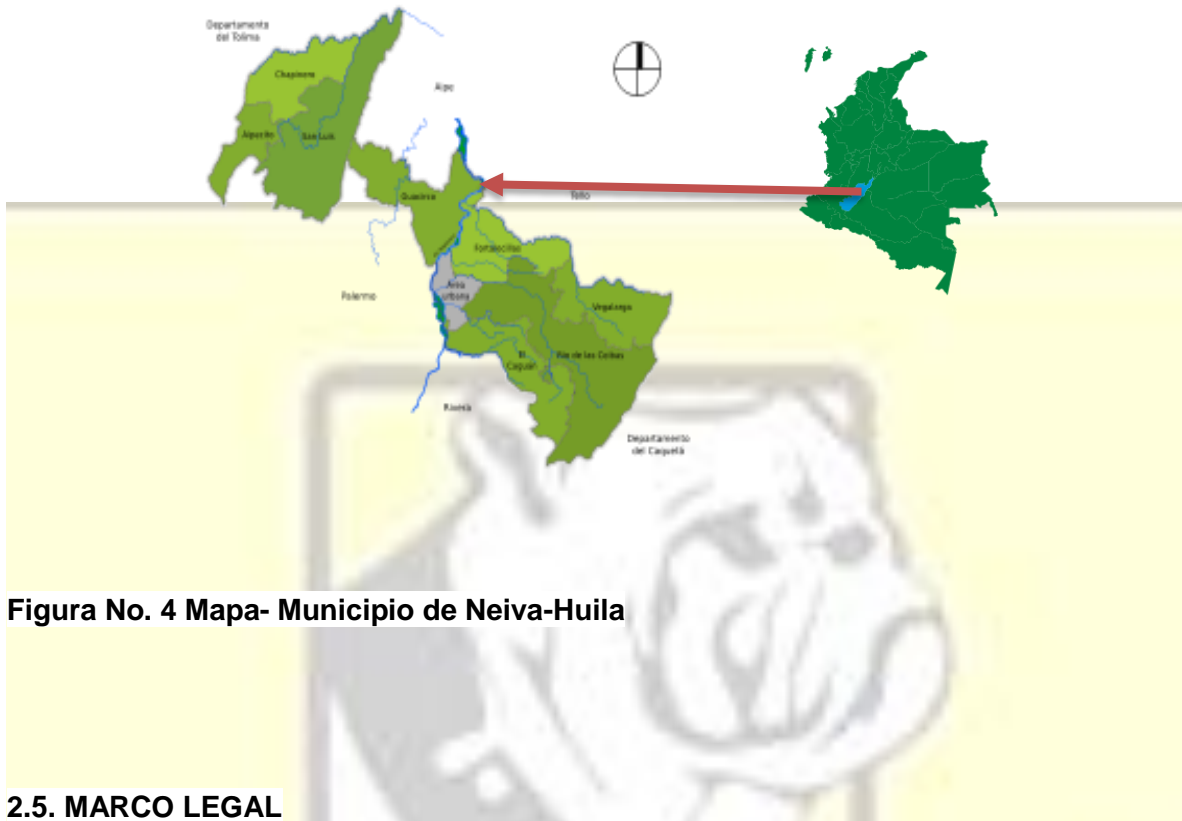 Departamento
del Tolima
Chapinero
Aipe
Aipecito
San Luis
Guacirco
Tello
Fortalecillas
Palermo
Área
urbana
Vegalarga
El
Caguán
Río de las Ceibas
Rivera
Departamento
del Caquetá
Figura No. 4 Mapa- Municipio de Neiva-Huila
2.5. MARCO LEGAL